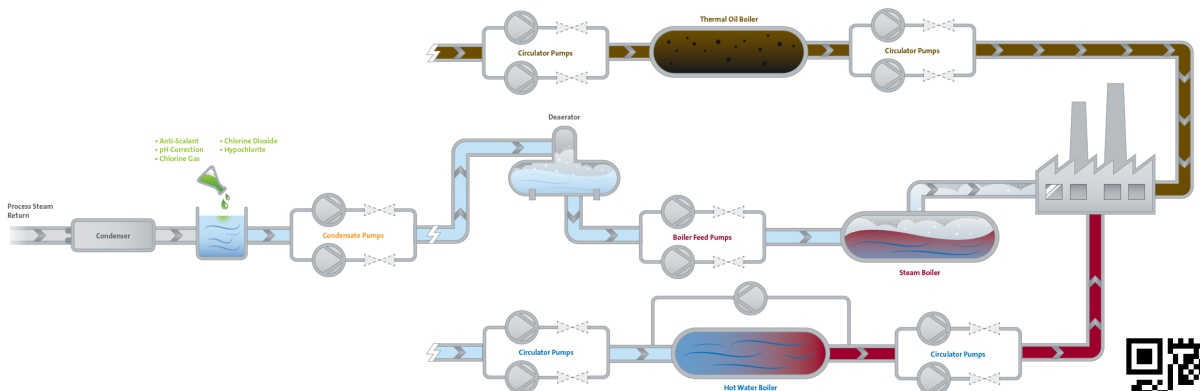 Thermal Oil Boiler
Circulator Pumps
Circulator Pumps
Deaerator
• Anti-Scalant
• pH Correction
• Chlorine Gas
• Chlorine Dioxide
• Hypochlorite
Process Steam
Return
Condenser
Condensate Pumps
Boiler Feed Pumps
Steam Boiler
Circulator Pumps
Hot Water Boiler
Circulator Pumps